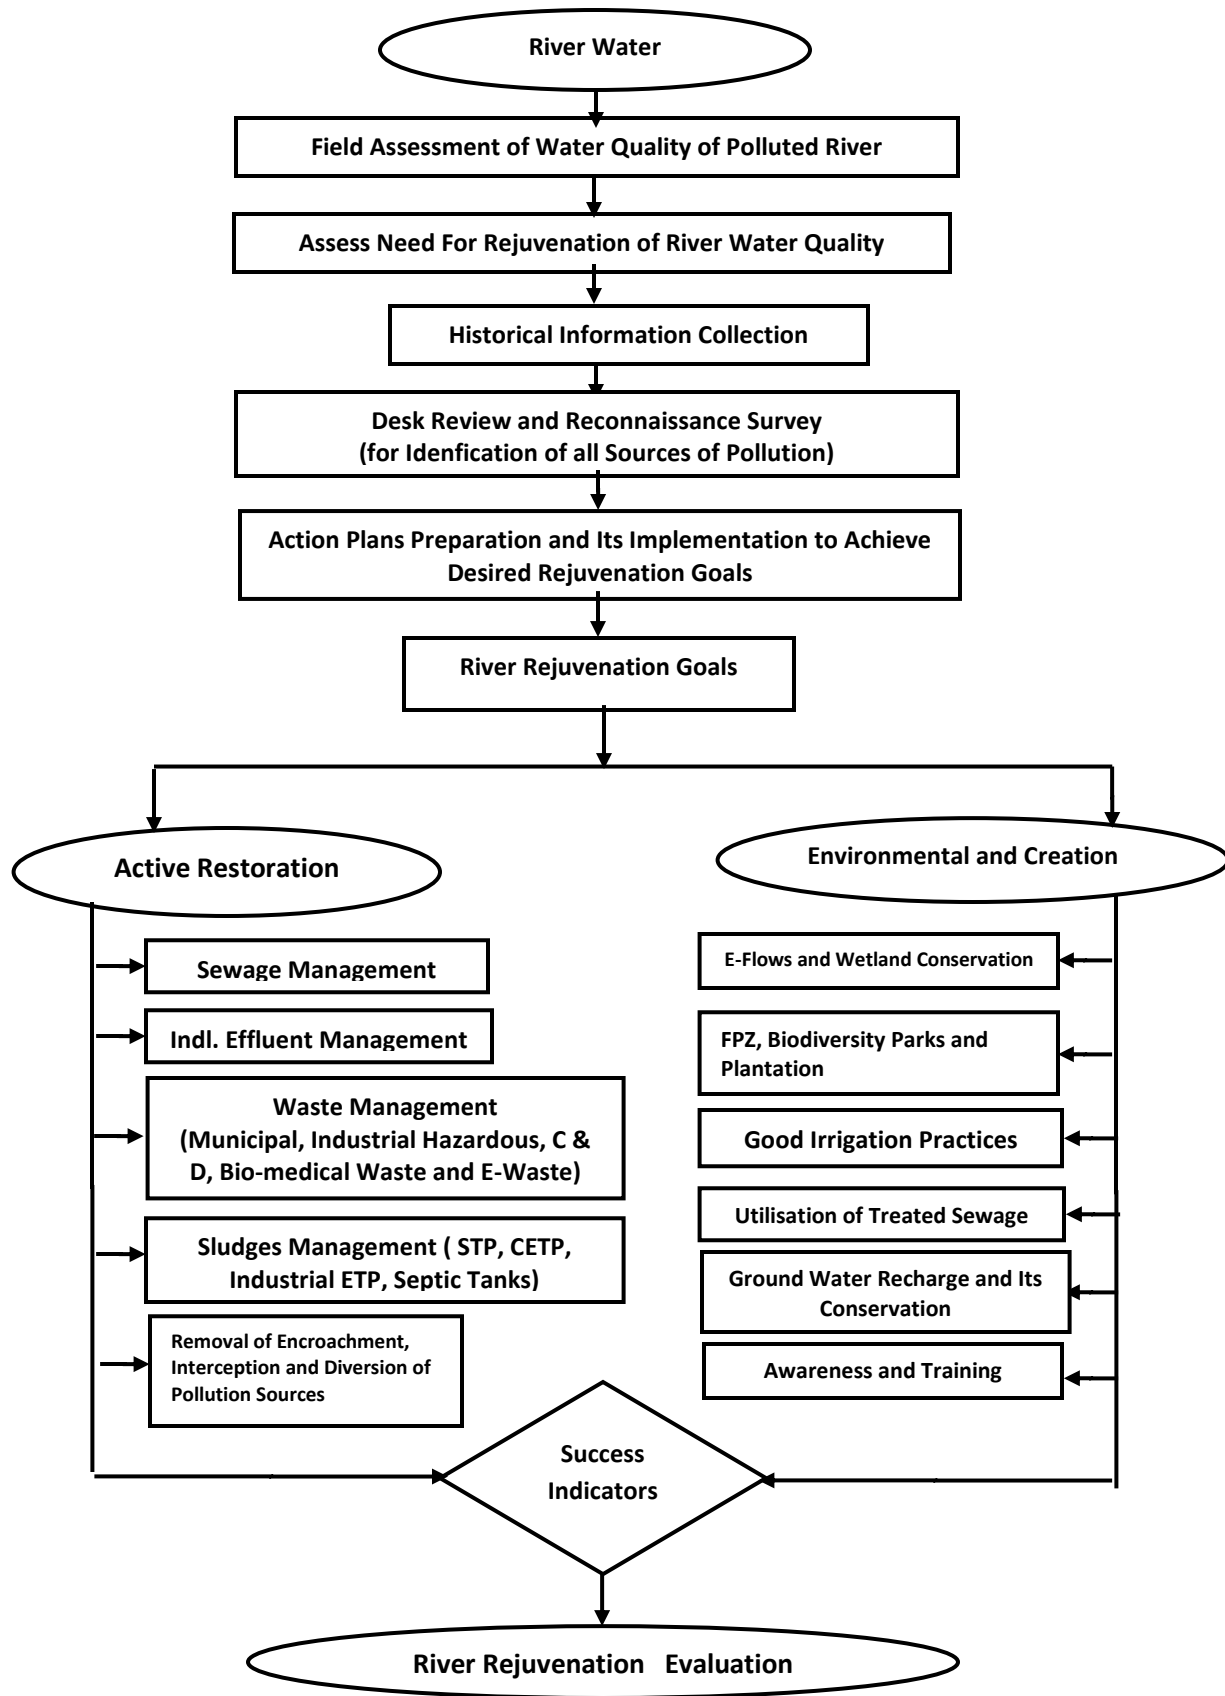 River Water
Field Assessment of Water Quality of Polluted River
Assess Need For Rejuvenation of River Water Quality
Historical Information Collection
Desk Review and Reconnaissance Survey
(for Idenfication of all Sources of Pollution)
Action Plans Preparation and Its Implementation to Achieve
Desired Rejuvenation Goals
River Rejuvenation Goals
Active Restoration
Sewage Management
Indl. Effluent Management
Waste Management
(Municipal, Industrial Hazardous, C &
D, Bio-medical Waste and E-Waste)
Sludges Management ( STP, CETP,
Industrial ETP, Septic Tanks)
Removal of Encroachment,
Interception and Diversion of
Pollution Sources
Environmental and Creation
E-Flows and Wetland Conservation
FPZ, Biodiversity Parks and
Plantation
Good Irrigation Practices
Utilisation of Treated Sewage
Ground Water Recharge and Its
Conservation
Awareness and Training
Success
Indicators
River Rejuvenation Evaluation